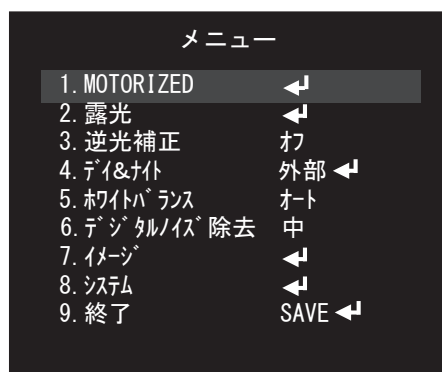 メニュー
1. MOTORIZED ↵
2. 露光 ↵
3. 逆光補正 ｵﾌ
4. ﾃﾞｲ&ﾅｲﾄ 外部 ↵
5. ﾎﾜｲﾄﾊﾞﾗﾝｽ ｵｰﾄ
6. ﾃﾞｼﾞﾀﾙﾉｲｽﾞ除去 中
7. ｲﾒｰｼﾞ ↵
8. ｼｽﾃﾑ ↵
9. 終了 SAVE ↵